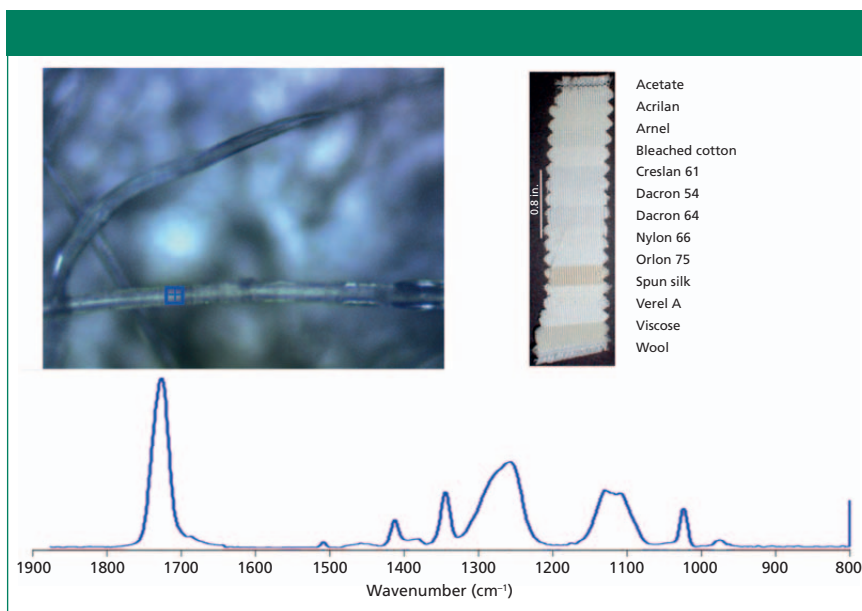 Acetate
Acrilan
Arnel
Bleached cotton
Creslan 61
Dacron 54
Dacron 64
Nylon 66
Orlon 75
Spun silk
Verel A
Viscose
Wool
0.8 in.
1900 1800 1700 1600 1500 1400 1300 1200 1100 1000 900 800
Wavenumber (cm⁻¹)